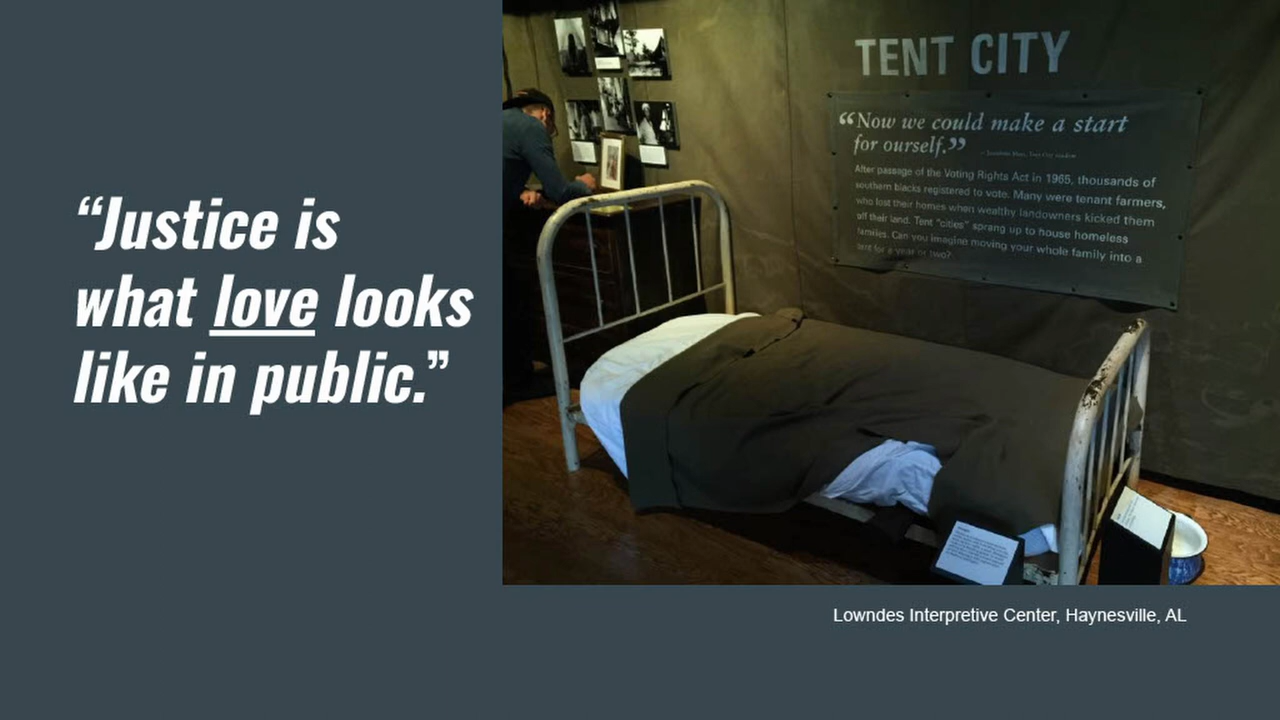 “Justice is
what love looks
like in public.”
TENT CITY
“Now we could make a start
for ourself.”
After passage of the Voting Rights Act in 1965, thousands of
southern blacks registered to vote. Many were tenant farmers,
who lost their homes when wealthy landowners kicked them
off their land. Tent “cities” sprang up to house homeless
families. Can you imagine moving your whole family into a
tent for a year or two?
Lowndes Interpretive Center, Haynesville, AL